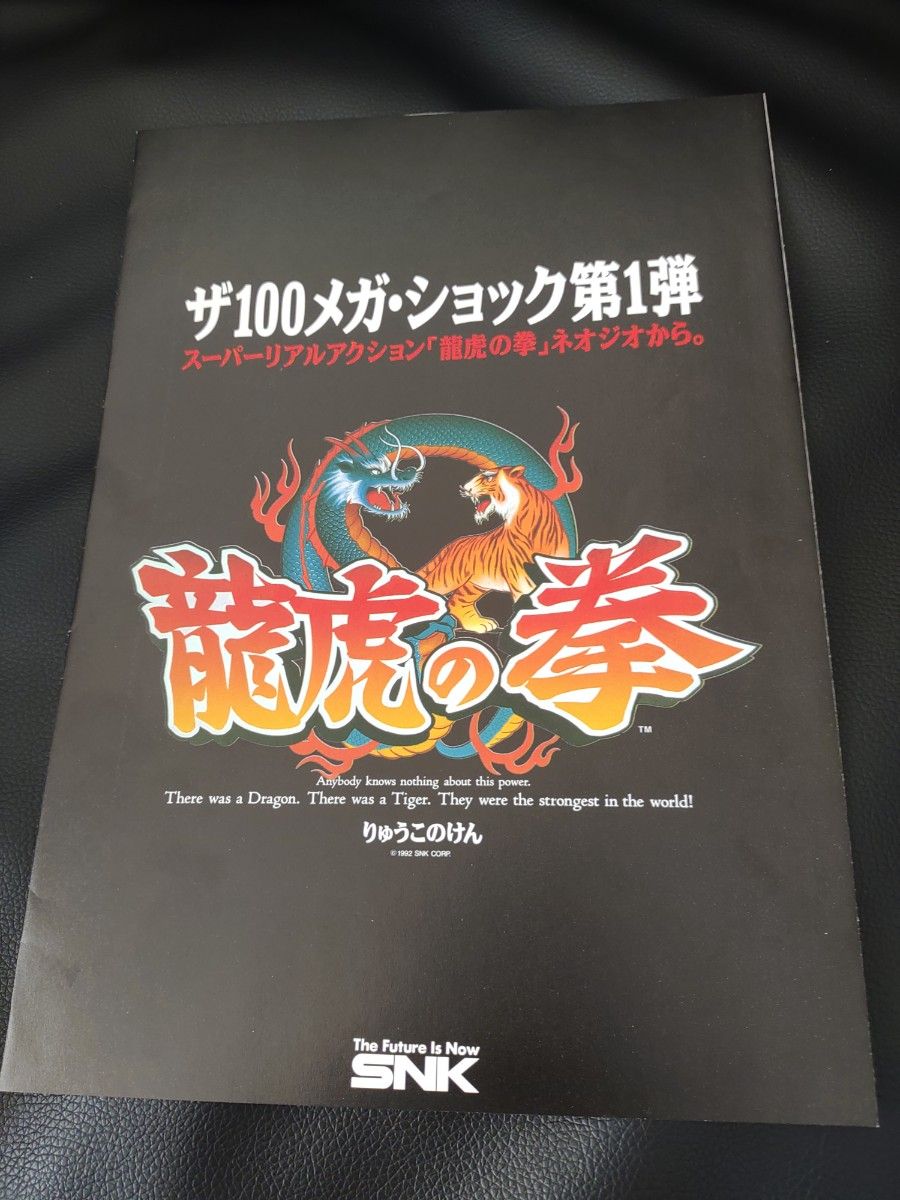 ザ100メガ・ショック第1弾
スーパーリアルアクション「龍虎の拳」ネオジオから。
龍虎の拳
TM
Anybody knows nothing about this power.
There was a Dragon. There was a Tiger. They were the strongest in the world!
りゅうこのけん
©1992 SNK CORP.
The Future Is Now
SNK